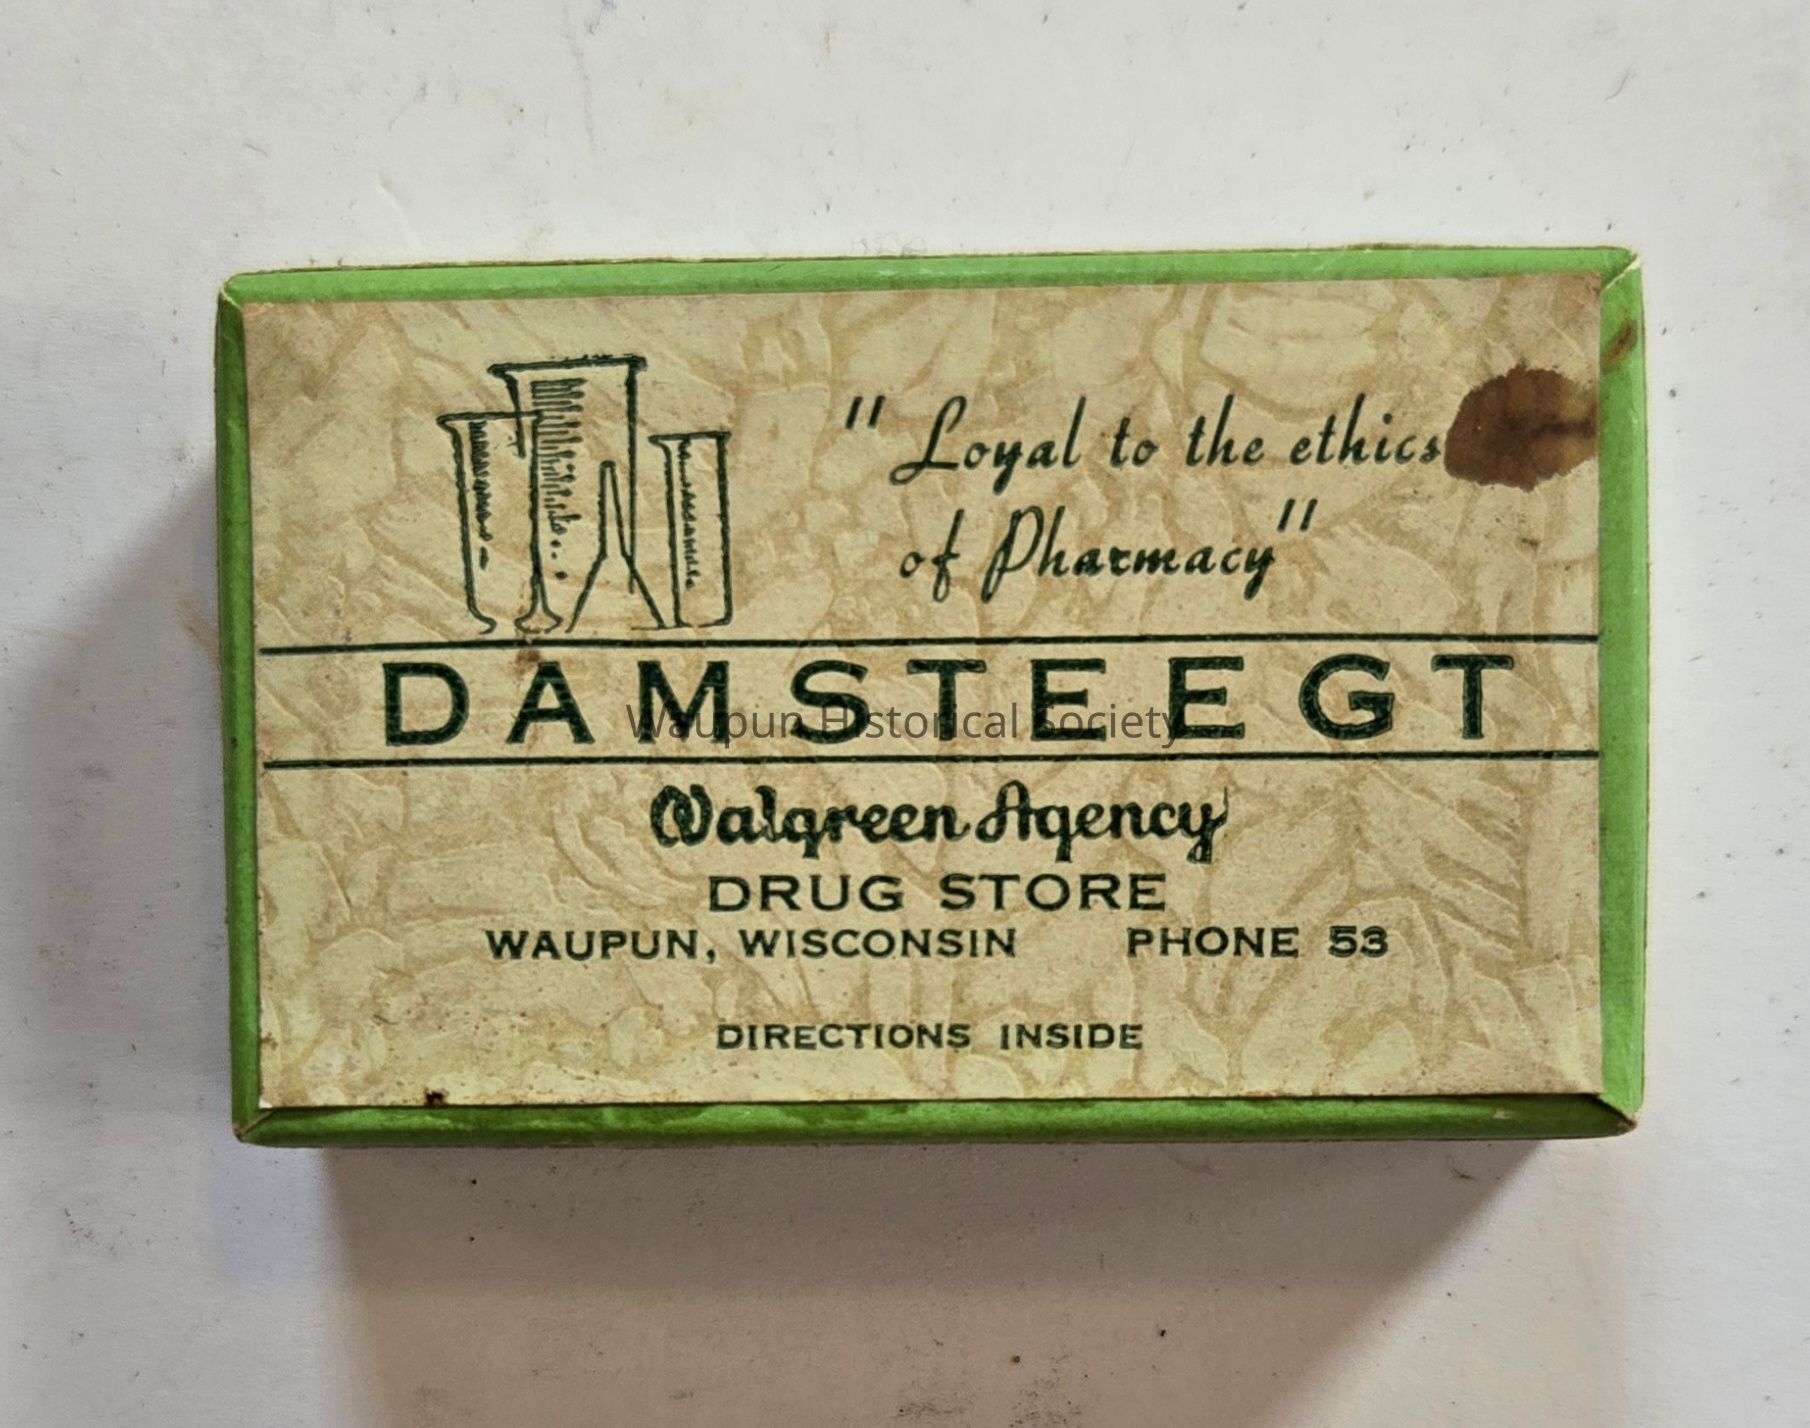 " Loyal to the ethics
of Pharmacy"
DAMSTEEGT
Waupun Historical Society
Walgreen Agency
DRUG STORE
WAUPUN, WISCONSIN PHONE 53
DIRECTIONS INSIDE